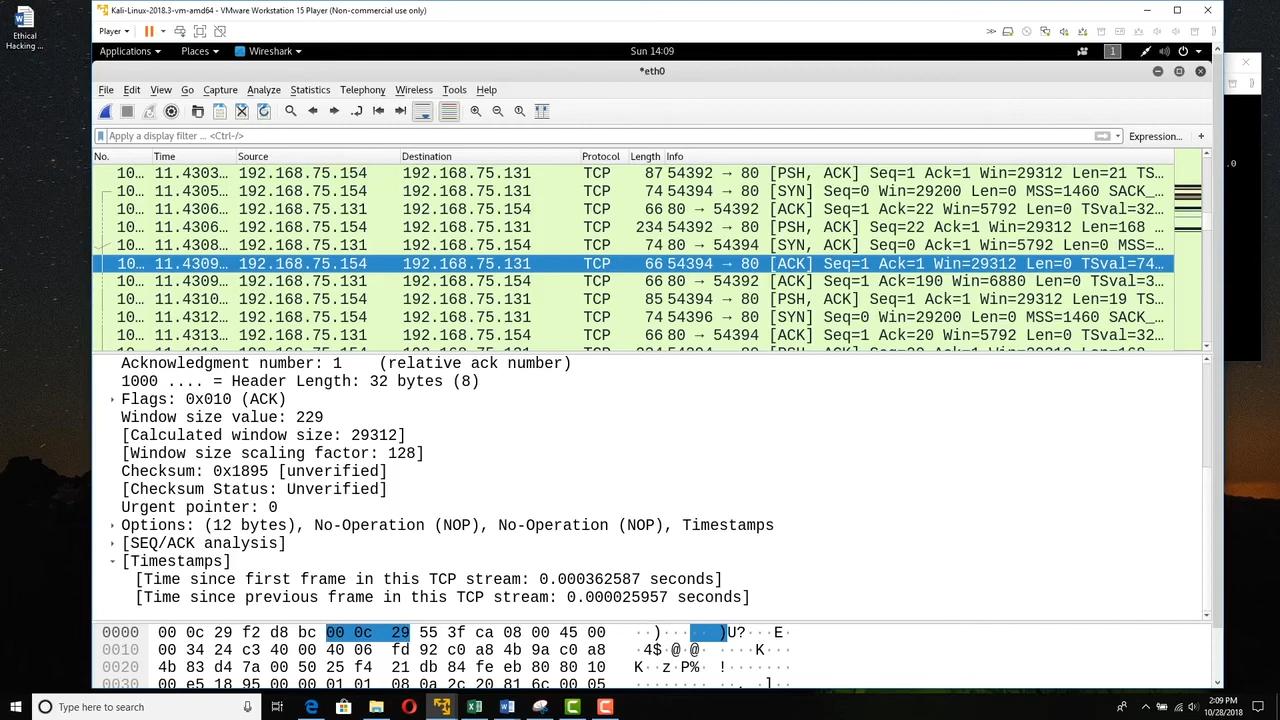 Ethical
Hacking ...
Kali-Linux-2018.3-vm-amd64 - VMware Workstation 15 Player (Non-commercial use only)
Player
Applications Places Wireshark Sun 14:09 1
*eth0
File Edit View Go Capture Analyze Statistics Telephony Wireless Tools Help
Apply a display filter ... <Ctrl-/> Expression... +
No. Time Source Destination Protocol Length Info
10... 11.4303... 192.168.75.154 192.168.75.131 TCP 87 54392 → 80 [PSH, ACK] Seq=1 Ack=1 Win=29312 Len=21 TS...
10... 11.4305... 192.168.75.154 192.168.75.131 TCP 74 54394 → 80 [SYN] Seq=0 Win=29200 Len=0 MSS=1460 SACK_...
10... 11.4306... 192.168.75.131 192.168.75.154 TCP 66 80 → 54392 [ACK] Seq=1 Ack=22 Win=5792 Len=0 TSval=32...
10... 11.4306... 192.168.75.154 192.168.75.131 TCP 234 54392 → 80 [PSH, ACK] Seq=22 Ack=1 Win=29312 Len=168 ...
10... 11.4308... 192.168.75.131 192.168.75.154 TCP 74 80 → 54394 [SYN, ACK] Seq=0 Ack=1 Win=5792 Len=0 MSS=...
10... 11.4309... 192.168.75.154 192.168.75.131 TCP 66 54394 → 80 [ACK] Seq=1 Ack=1 Win=29312 Len=0 TSval=74...
10... 11.4309... 192.168.75.131 192.168.75.154 TCP 66 80 → 54392 [ACK] Seq=1 Ack=190 Win=6880 Len=0 TSval=3...
10... 11.4310... 192.168.75.154 192.168.75.131 TCP 85 54394 → 80 [PSH, ACK] Seq=1 Ack=1 Win=29312 Len=19 TS...
10... 11.4312... 192.168.75.154 192.168.75.131 TCP 74 54396 → 80 [SYN] Seq=0 Win=29200 Len=0 MSS=1460 SACK_...
10... 11.4313... 192.168.75.131 192.168.75.154 TCP 66 80 → 54394 [ACK] Seq=1 Ack=20 Win=5792 Len=0 TSval=32...
Acknowledgment number: 1 (relative ack number)
1000 .... = Header Length: 32 bytes (8)
Flags: 0x010 (ACK)
Window size value: 229
[Calculated window size: 29312]
[Window size scaling factor: 128]
Checksum: 0x1895 [unverified]
[Checksum Status: Unverified]
Urgent pointer: 0
Options: (12 bytes), No-Operation (NOP), No-Operation (NOP), Timestamps
[SEQ/ACK analysis]
[Timestamps]
[Time since first frame in this TCP stream: 0.000362587 seconds]
[Time since previous frame in this TCP stream: 0.000025957 seconds]
0000 00 0c 29 f2 d8 bc 00 0c 29 55 3f ca 08 00 45 00 ··)··· ··)U?···E·
0010 00 34 24 c3 40 00 40 06 fd 92 c0 a8 4b 9a c0 a8 ·4$·@·@· ····K···
0020 4b 83 d4 7a 00 50 25 f4 21 db 84 fe eb 80 80 10 K··z·P%· !·······
0030 00 e5 18 95 00 00 01 01 08 0a 2c 20 81 6c 00 05
Type here to search
2:09 PM
10/28/2018